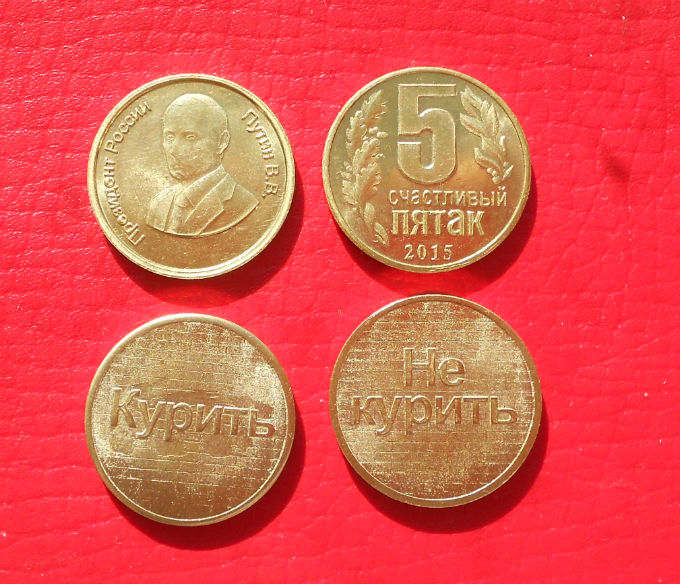 Президент России
Путин В.В.
5
счастливый
пятак
2015
Курить
Не
курить